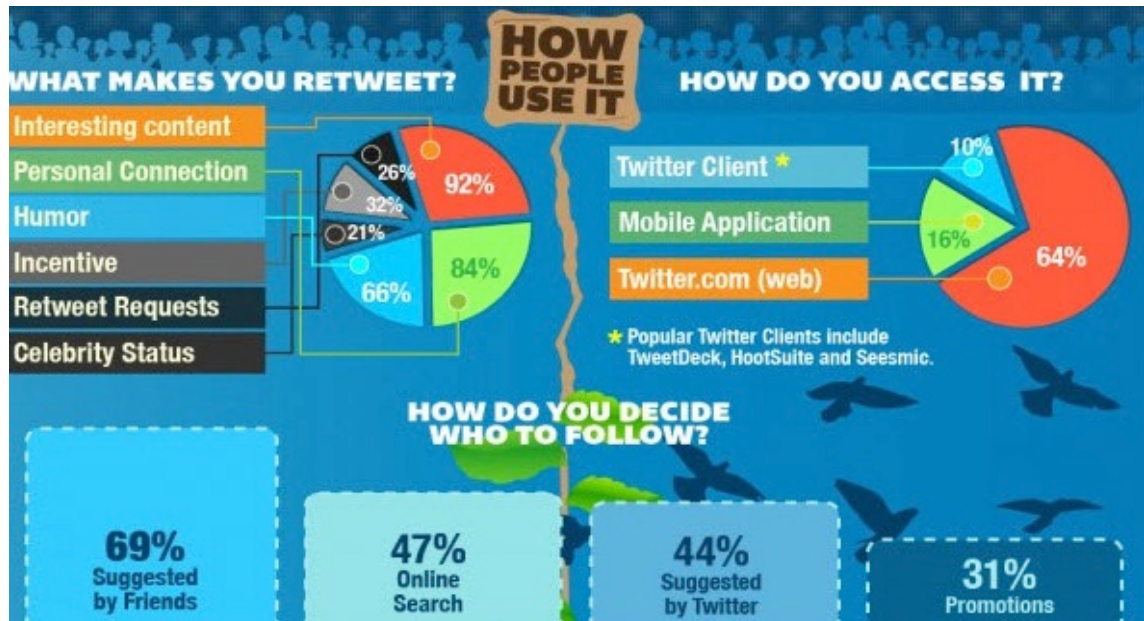 HOW
PEOPLE
USE IT
WHAT MAKES YOU RETWEET?
Interesting content
Personal Connection
Humor
Incentive
Retweet Requests
Celebrity Status
26%
92%
32%
21%
84%
66%
HOW DO YOU ACCESS IT?
Twitter Client *
Mobile Application
Twitter.com (web)
10%
16%
64%
* Popular Twitter Clients include
TweetDeck, HootSuite and Seesmic.
HOW DO YOU DECIDE
WHO TO FOLLOW?
69%
Suggested
by Friends
47%
Online
Search
44%
Suggested
by Twitter
31%
Promotions